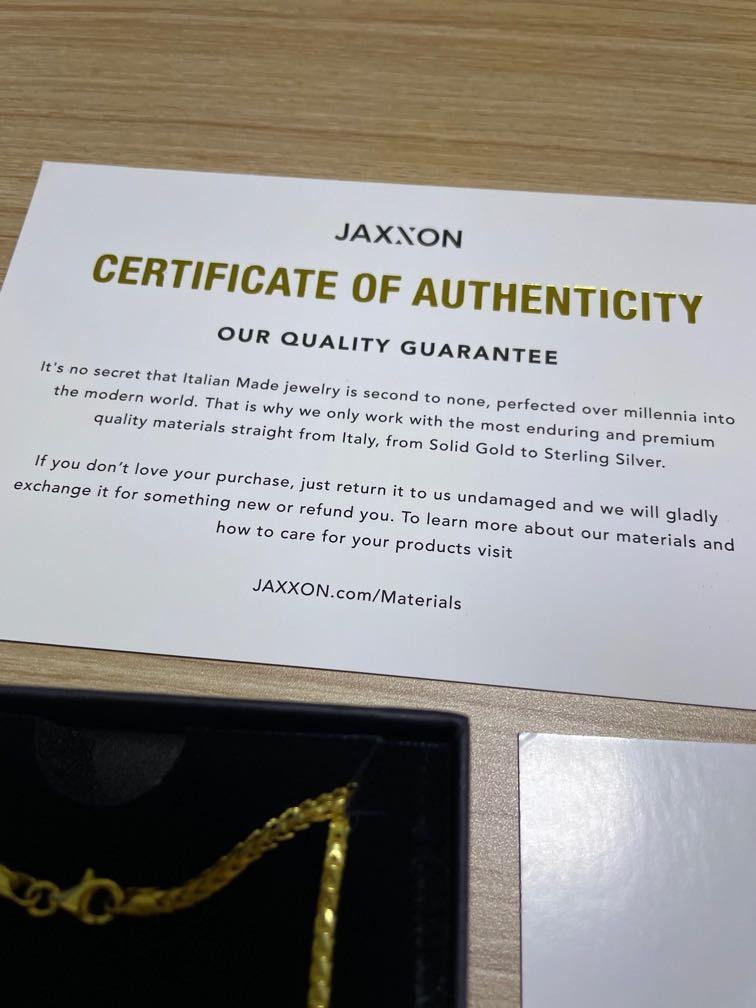 JAXXON
CERTIFICATE OF AUTHENTICITY
OUR QUALITY GUARANTEE
It's no secret that Italian Made jewelry is second to none, perfected over millennia into
the modern world. That is why we only work with the most enduring and premium
quality materials straight from Italy, from Solid Gold to Sterling Silver.
If you don't love your purchase, just return it to us undamaged and we will gladly
exchange it for something new or refund you. To learn more about our materials and
how to care for your products visit
JAXXON.com/Materials